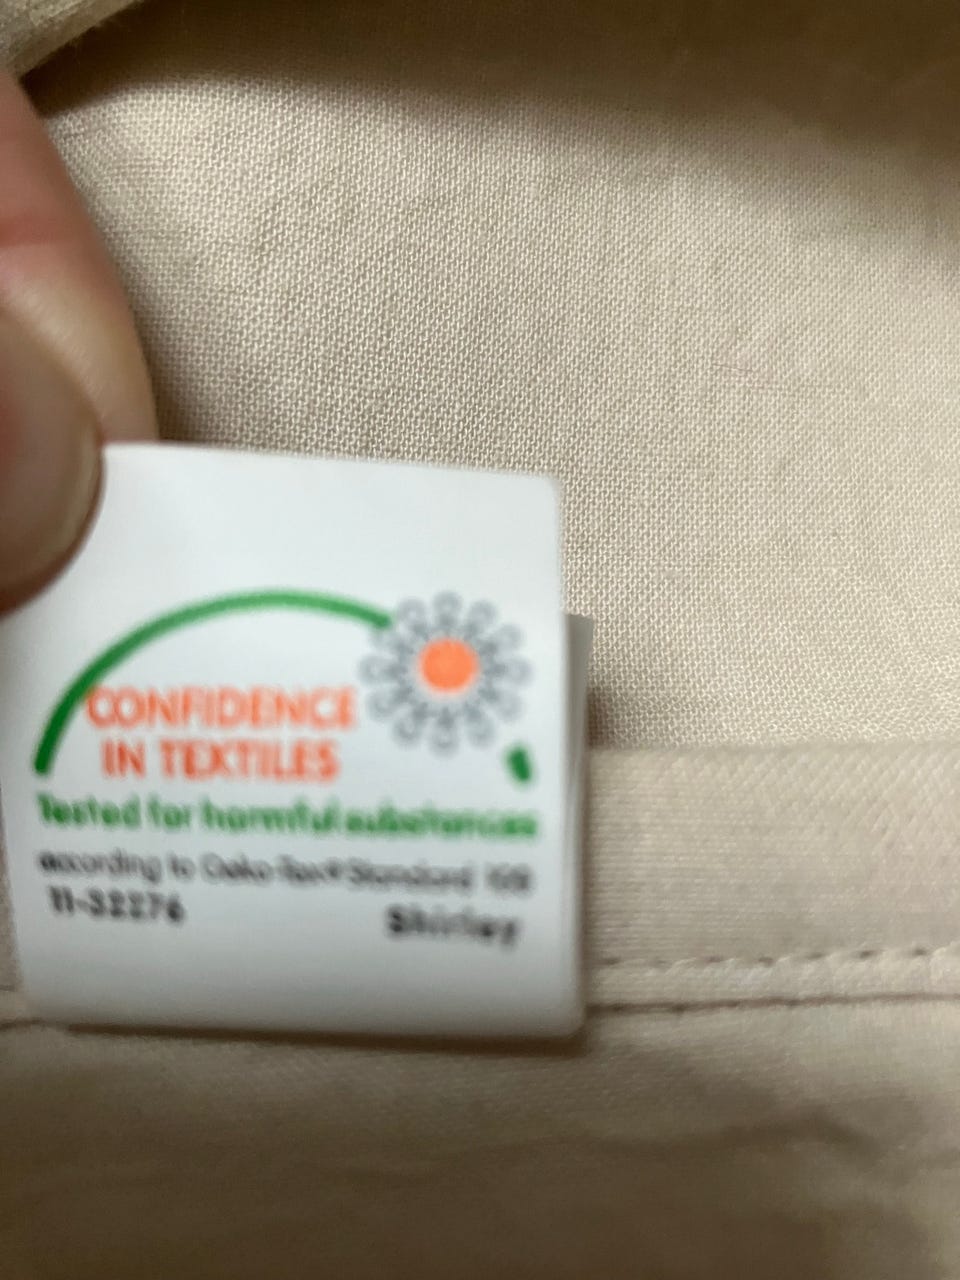 CONFIDENCE
IN TEXTILES
Tested for harmful substances
according to Oeko-Tex® Standard 100
11-32276
Shirley